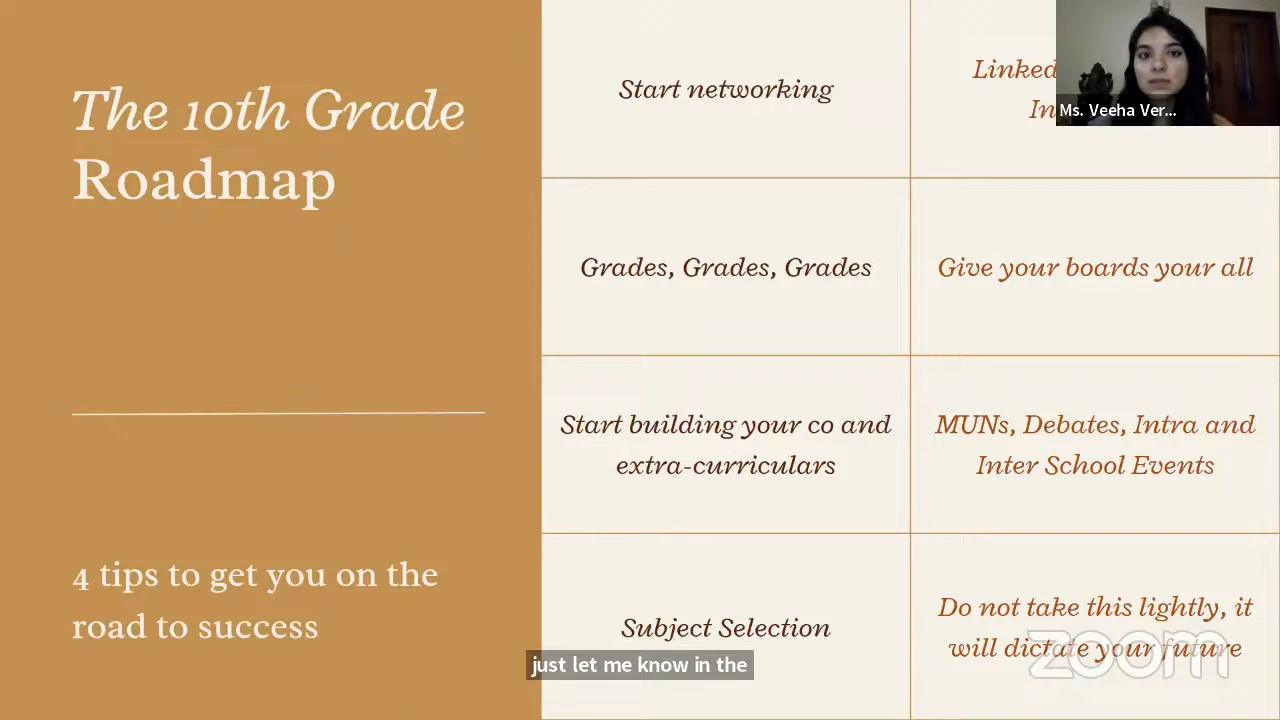 The 10th Grade
Roadmap
4 tips to get you on the
road to success
Start networking
Linked
In
Grades, Grades, Grades
Give your boards your all
Start building your co and
extra-curriculars
MUNs, Debates, Intra and
Inter School Events
Subject Selection
Do not take this lightly, it
will dictate your future
Ms. Veeha Ver...
just let me know in the
zoom